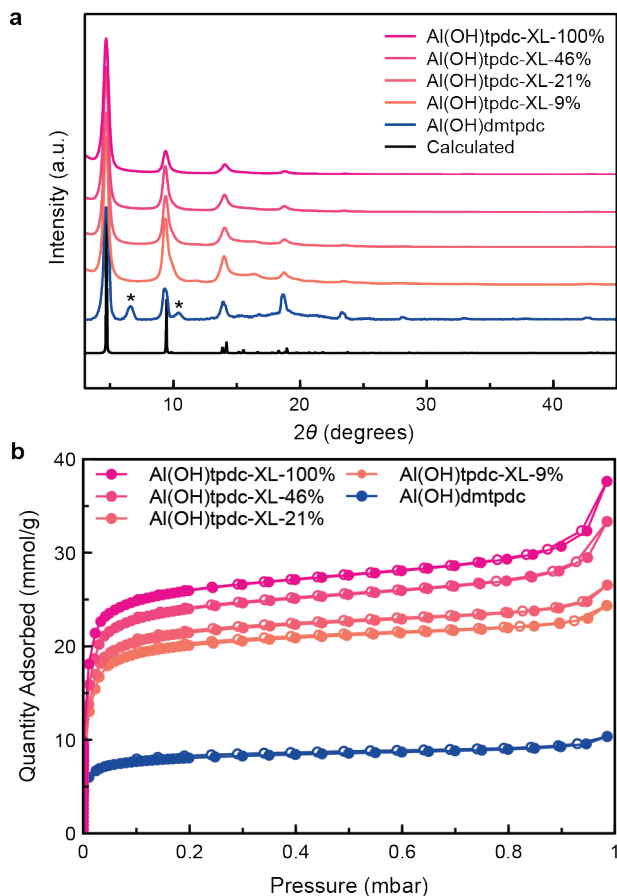 a
Al(OH)tpdc-XL-100%
Al(OH)tpdc-XL-46%
Al(OH)tpdc-XL-21%
Al(OH)tpdc-XL-9%
Al(OH)dmtpdc
Calculated
Intensity (a.u.)
* *
10 20 30 40
2θ (degrees)
b
40
Al(OH)tpdc-XL-100% Al(OH)tpdc-XL-9%
Al(OH)tpdc-XL-46% Al(OH)dmtpdc
Al(OH)tpdc-XL-21%
30
20
10
0
Quantity Adsorbed (mmol/g)
0 0.2 0.4 0.6 0.8 1
Pressure (mbar)